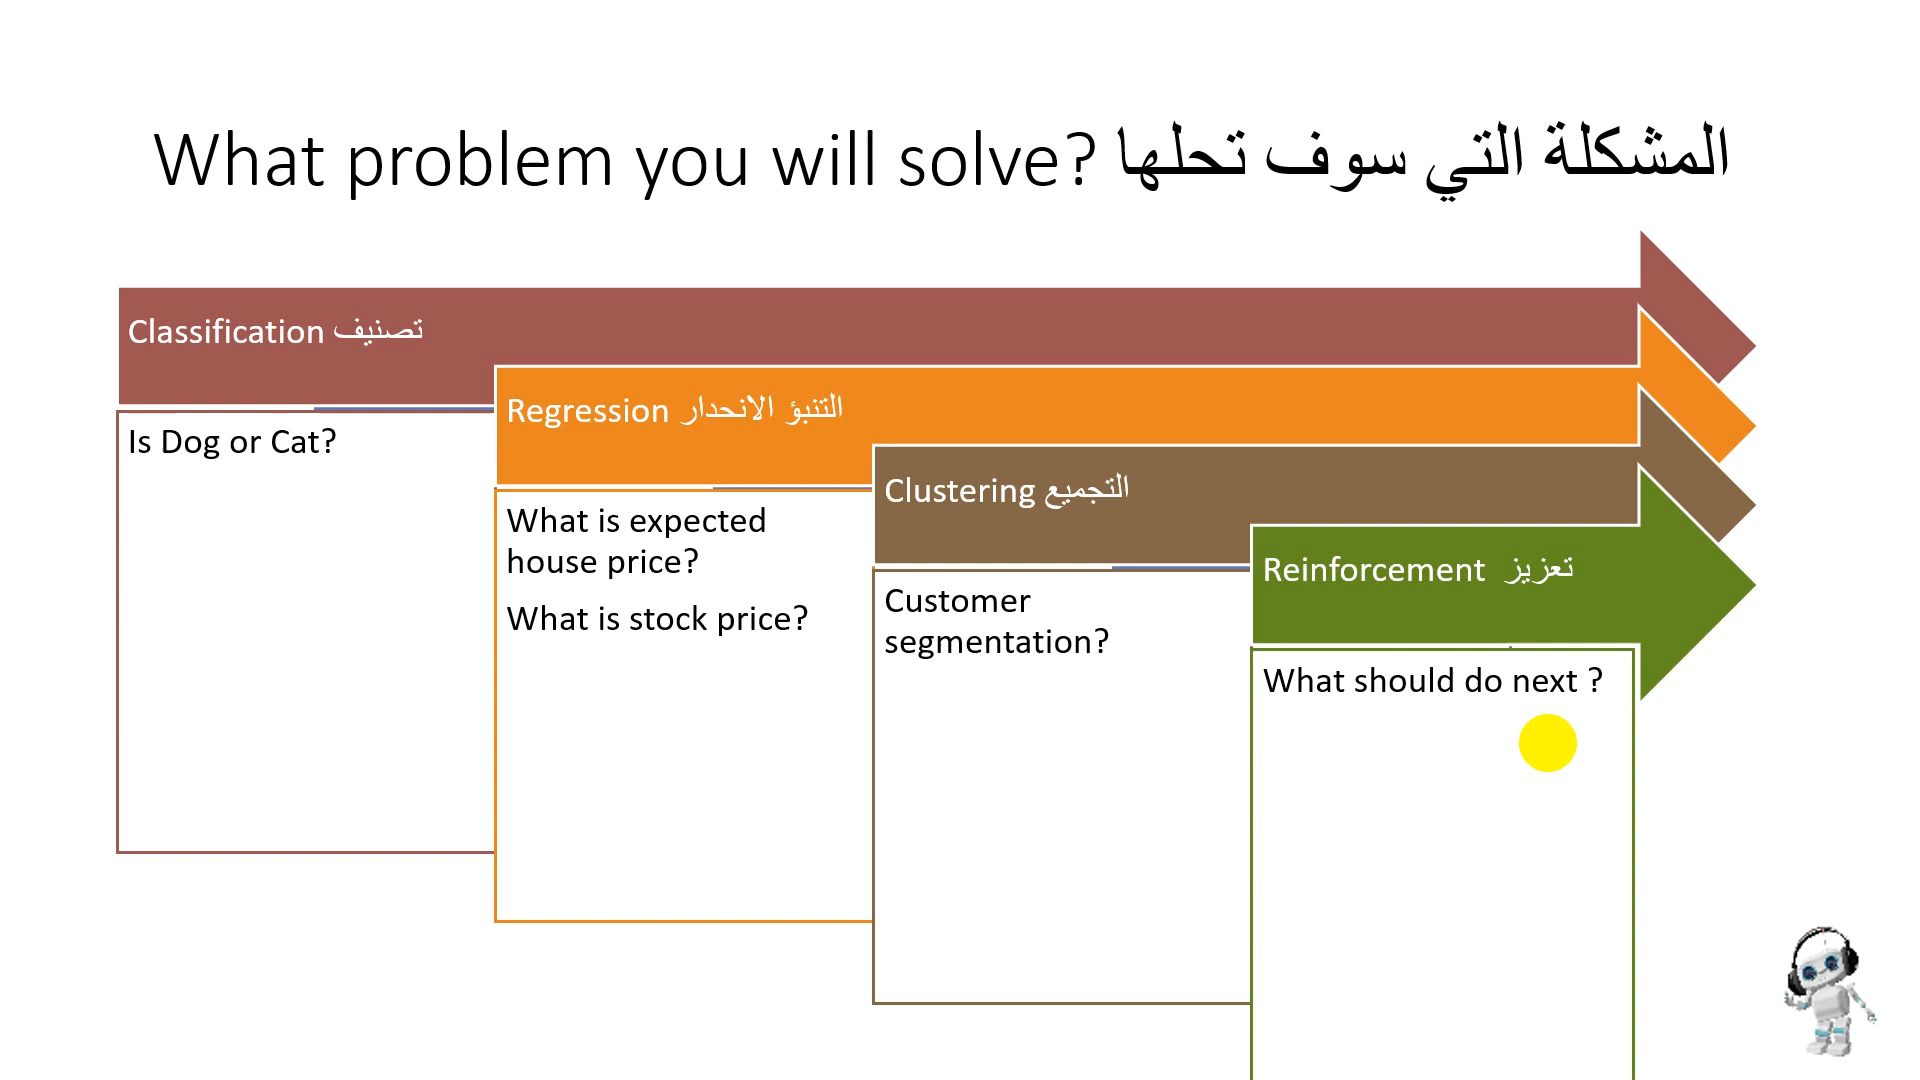 What problem you will solve? المشكلة التي سوف تحلها
Classification تصنيف
Is Dog or Cat?
Regression التنبؤ الانحدار
What is expected
house price?
What is stock price?
Clustering التجميع
Customer
segmentation?
Reinforcement تعزيز
What should do next ?